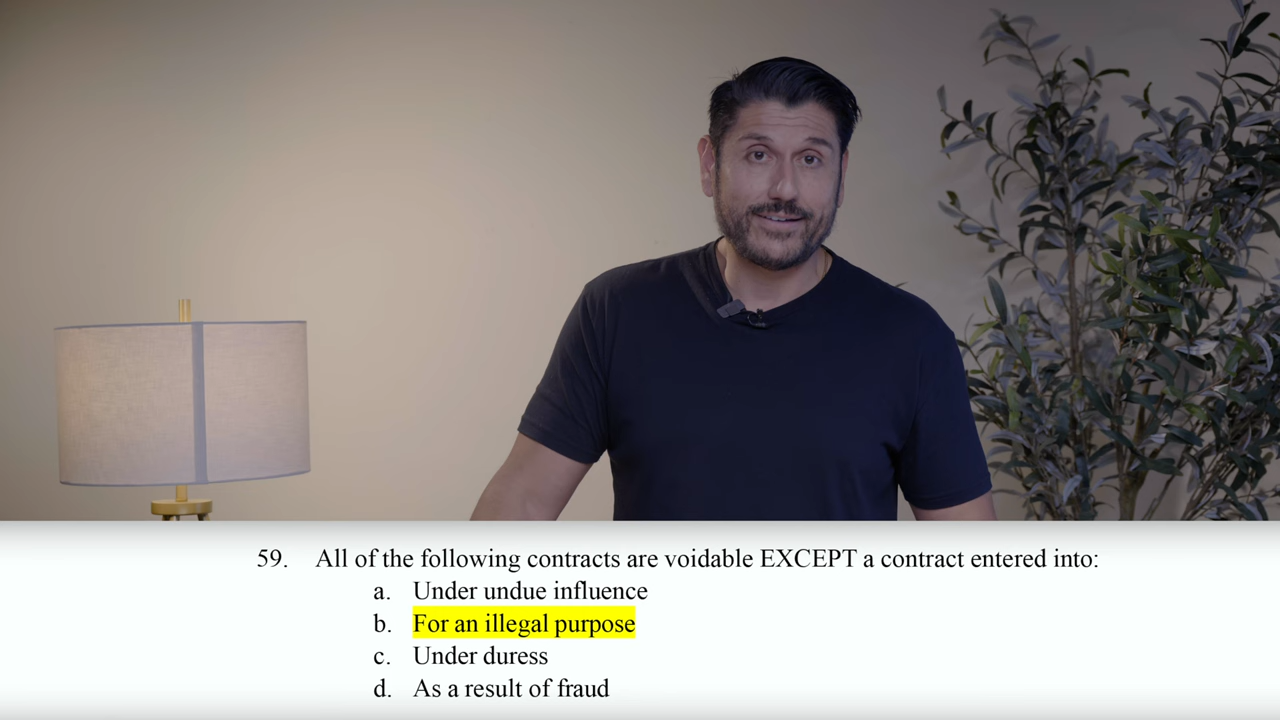 59. All of the following contracts are voidable EXCEPT a contract entered into:
a. Under undue influence
b. For an illegal purpose
c. Under duress
d. As a result of fraud